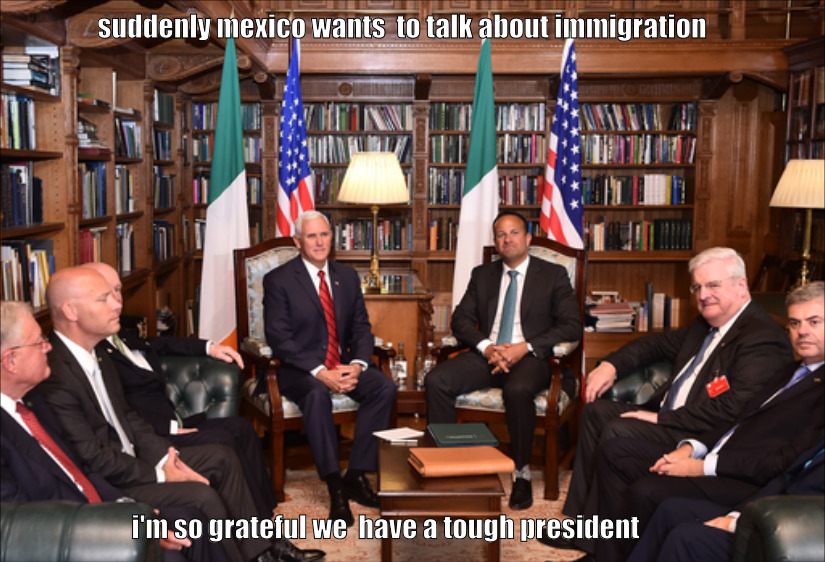 suddenly mexico wants to talk about immigration
i'm so grateful we have a tough president